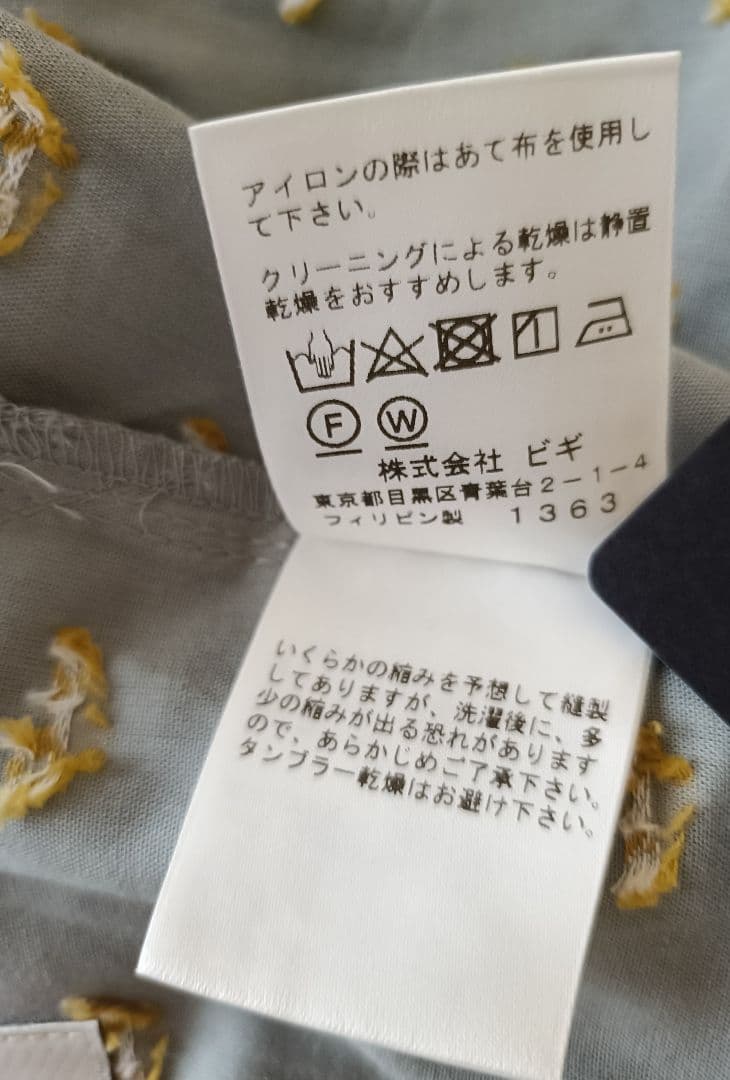 アイロンの際はあて布を使用し
て下さい。
クリーニングによる乾燥は静置
乾燥をおすすめします。
F W
株式会社 ビギ
東京都目黒区青葉台2-1-4
フィリピン製 1363
いくらかの縮みを予想して縫製
してありますが、洗濯後に、多
少の縮みが出る恐れがあります
ので、あらかじめご了承下さい。
タンブラー乾燥はお避け下さい。